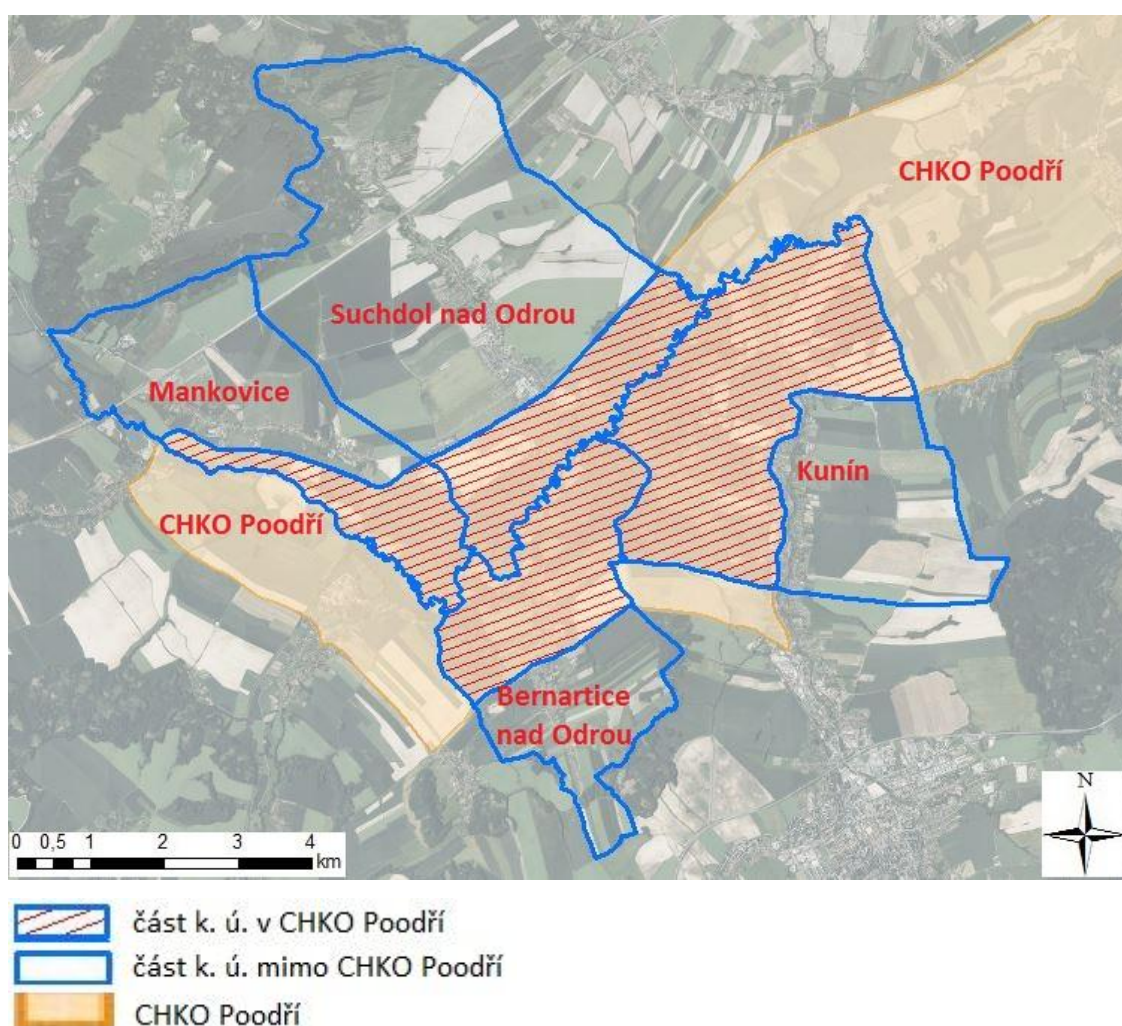 CHKO Poodří
Suchdol nad Odrou
Mankovice
Kunín
CHKO Poodří
Bernartice
nad Odrou
N
0 0,5 1 2 3 4
km
část k. ú. v CHKO Poodří
část k. ú. mimo CHKO Poodří
CHKO Poodří